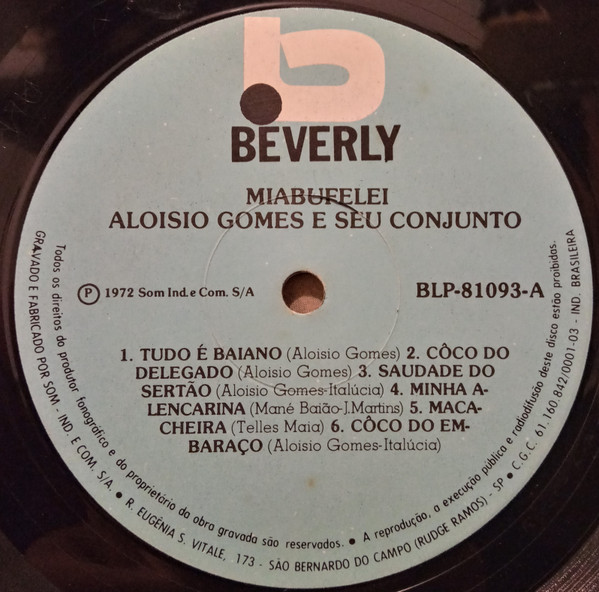 b
BEVERLY
MIABUFELEI
ALOISIO GOMES E SEU CONJUNTO
Ⓟ 1972 Som Ind. e Com. S/A
BLP-81093-A
1. TUDO É BAIANO (Aloisio Gomes) 2. CÔCO DO
DELEGADO (Aloisio Gomes) 3. SAUDADE DO
SERTÃO (Aloisio Gomes-Italúcia) 4. MINHA A-
LENCARINA (Mané Baião-J.Martins) 5. MACA-
CHEIRA (Telles Maia) 6. CÔCO DO EM-
BARAÇO (Aloisio Gomes-Italúcia)
Todos os direitos do produtor fonográfico e do proprietário da obra gravada são reservados. ● A reprodução, a execução pública e radiodifusão deste disco estão proibidas.
GRAVADO E FABRICADO POR SOM - IND. E COM. S/A. ● R. EUGÊNIA S. VITALE, 173 - SÃO BERNARDO DO CAMPO (RUDGE RAMOS) - SP ● C.G.C. 61.160.842/0001-03 - IND. BRASILEIRA